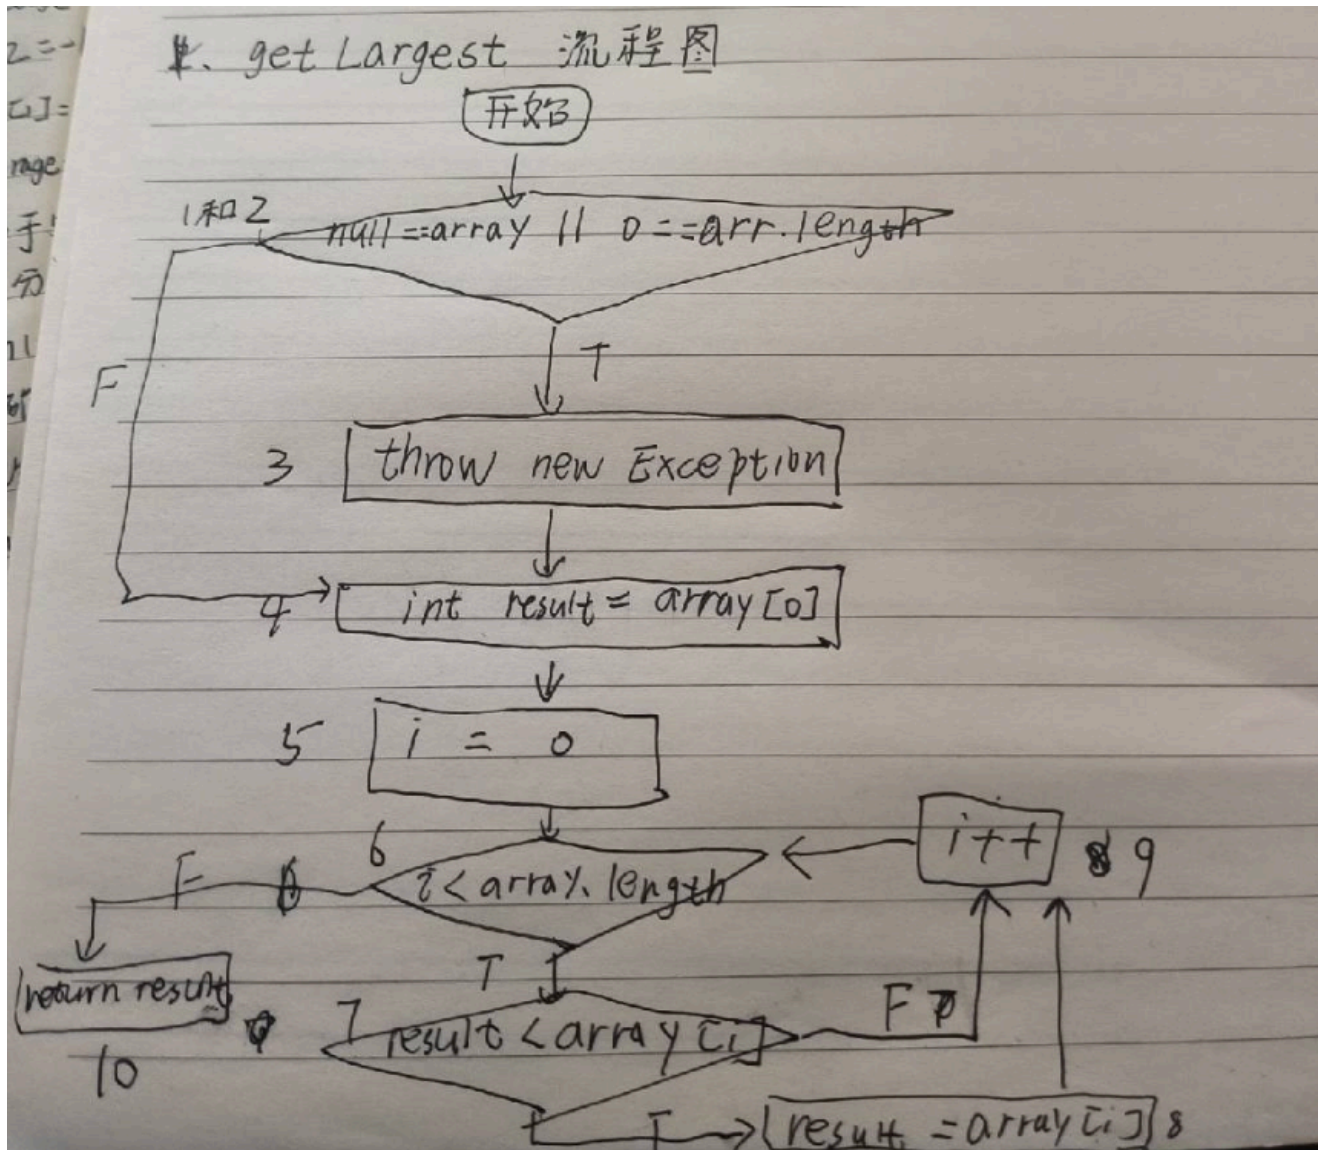 1. getLargest 流程图
开始
1和2
null==array || 0==arr.length
F
T
3
throw new Exception
4
int result = array[0]
5
i = 0
6
i++
9
F
i<array.length
T
return result
10
7
result<array[i]
F
T
result = array[i]
8